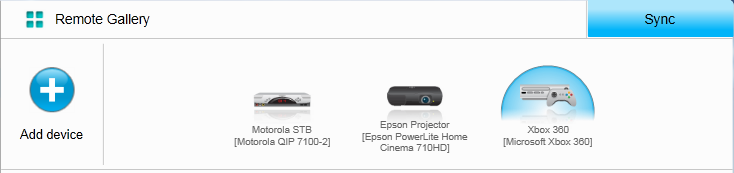 Remote Gallery
Sync
Add device
Motorola STB
[Motorola QIP 7100-2]
Epson Projector
[Epson PowerLite Home
Cinema 710HD]
Xbox 360
[Microsoft Xbox 360]